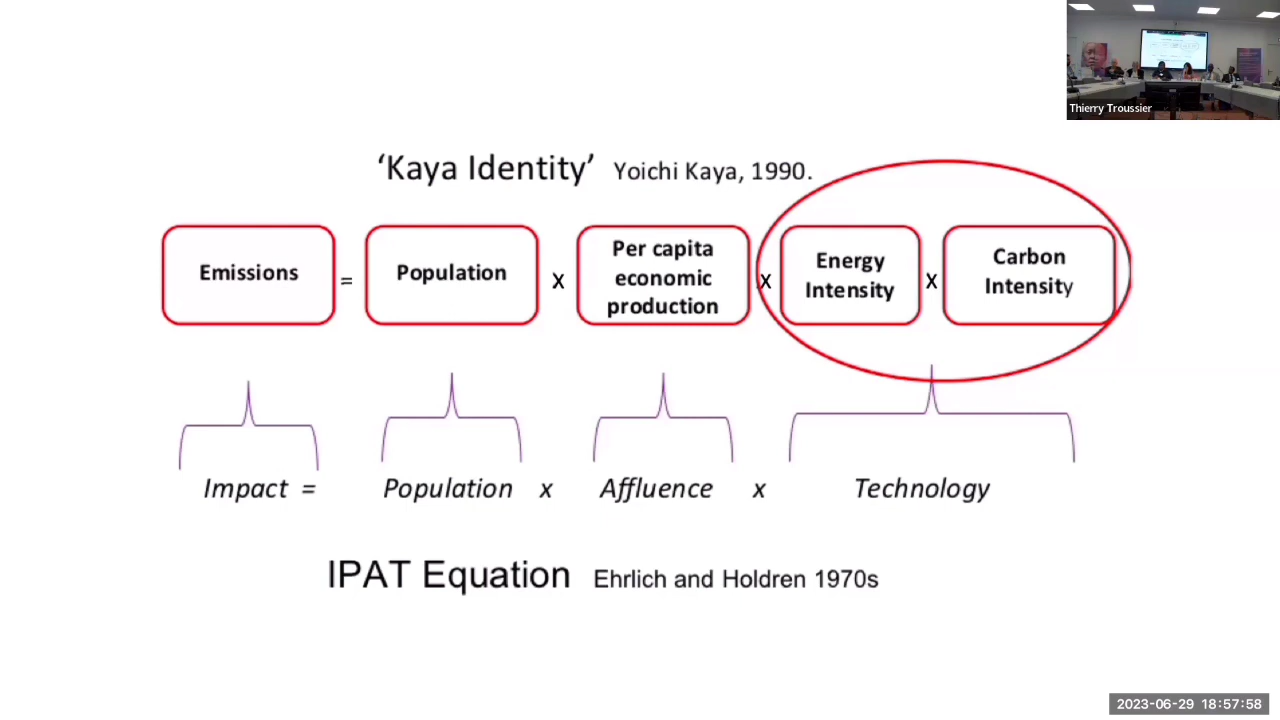 Thierry Troussier
‘Kaya Identity’ Yoichi Kaya, 1990.
Emissions
=
Population
x
Per capita
economic
production
x
Energy
Intensity
x
Carbon
Intensity
Impact =
Population
x
Affluence
x
Technology
IPAT Equation Ehrlich and Holdren 1970s
2023-06-29 18:57:58